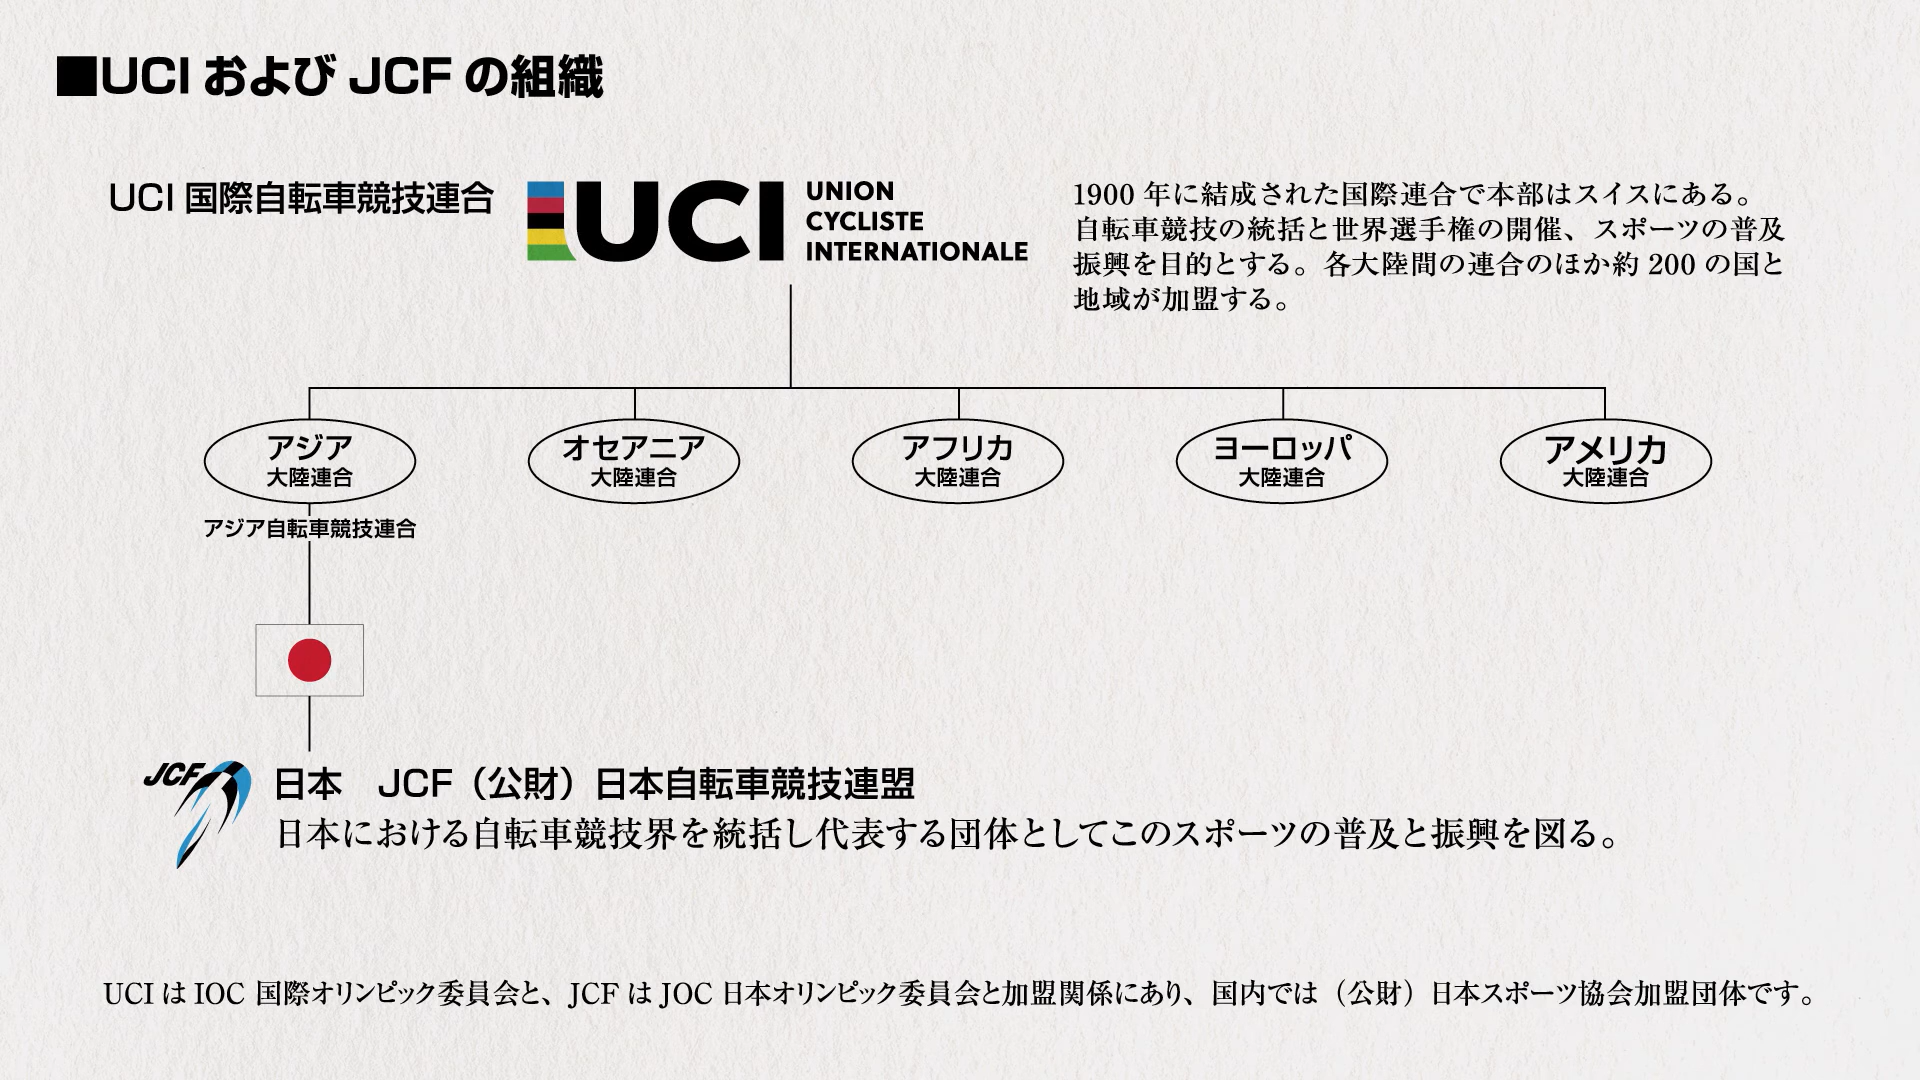 ■UCI および JCF の組織
UCI 国際自転車競技連合
UCI
UNION
CYCLISTE
INTERNATIONALE
1900 年に結成された国際連合で本部はスイスにある。
自転車競技の統括と世界選手権の開催、スポーツの普及
振興を目的とする。各大陸間の連合のほか約 200 の国と
地域が加盟する。
アジア
大陸連合
オセアニア
大陸連合
アフリカ
大陸連合
ヨーロッパ
大陸連合
アメリカ
大陸連合
アジア自転車競技連合
JCF
日本　JCF（公財）日本自転車競技連盟
日本における自転車競技界を統括し代表する団体としてこのスポーツの普及と振興を図る。
UCI は IOC 国際オリンピック委員会と、JCF は JOC 日本オリンピック委員会と加盟関係にあり、国内では（公財）日本スポーツ協会加盟団体です。